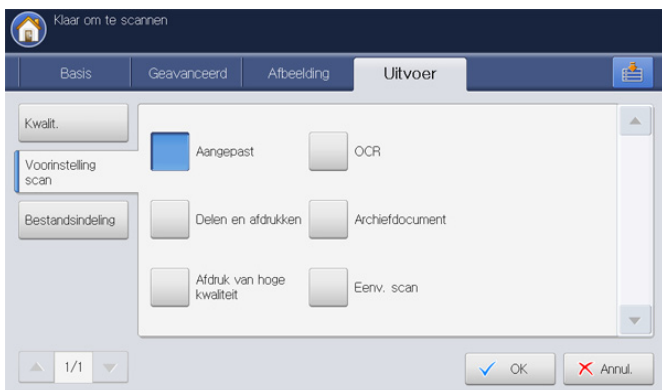 Klaar om te scannen
Basis
Geavanceerd
Afbeelding
Uitvoer
Kwalit.
Voorinstelling
scan
Bestandsindeling
Aangepast
OCR
Delen en afdrukken
Archiefdocument
Afdruk van hoge
kwaliteit
Eenv. scan
1/1
OK
Annul.